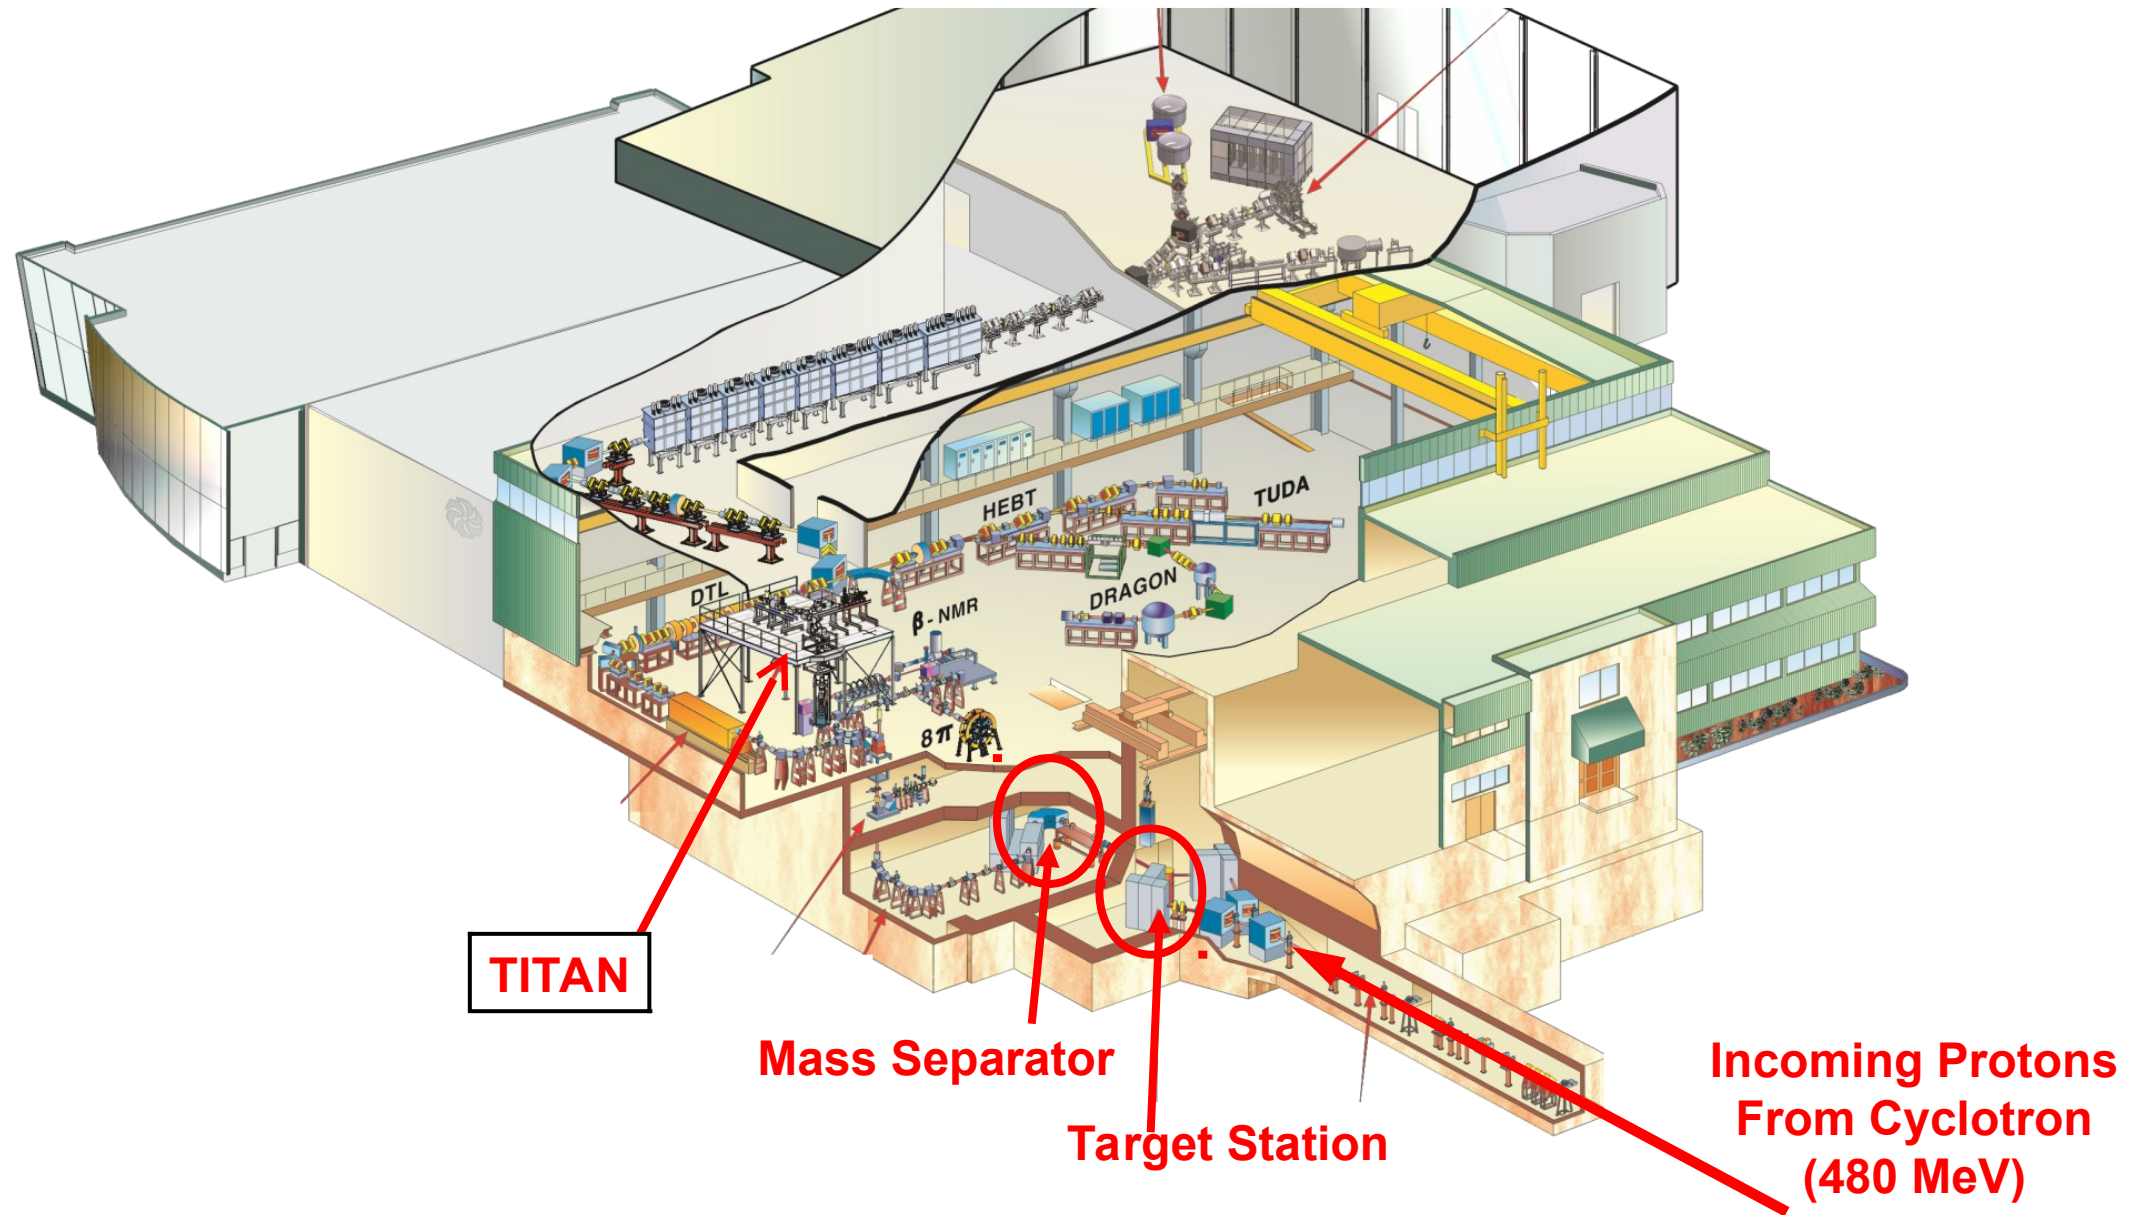 HEBT
TUDA
DTL
β - NMR
DRAGON
8π
TITAN
Mass Separator
Target Station
Incoming Protons
From Cyclotron
(480 MeV)